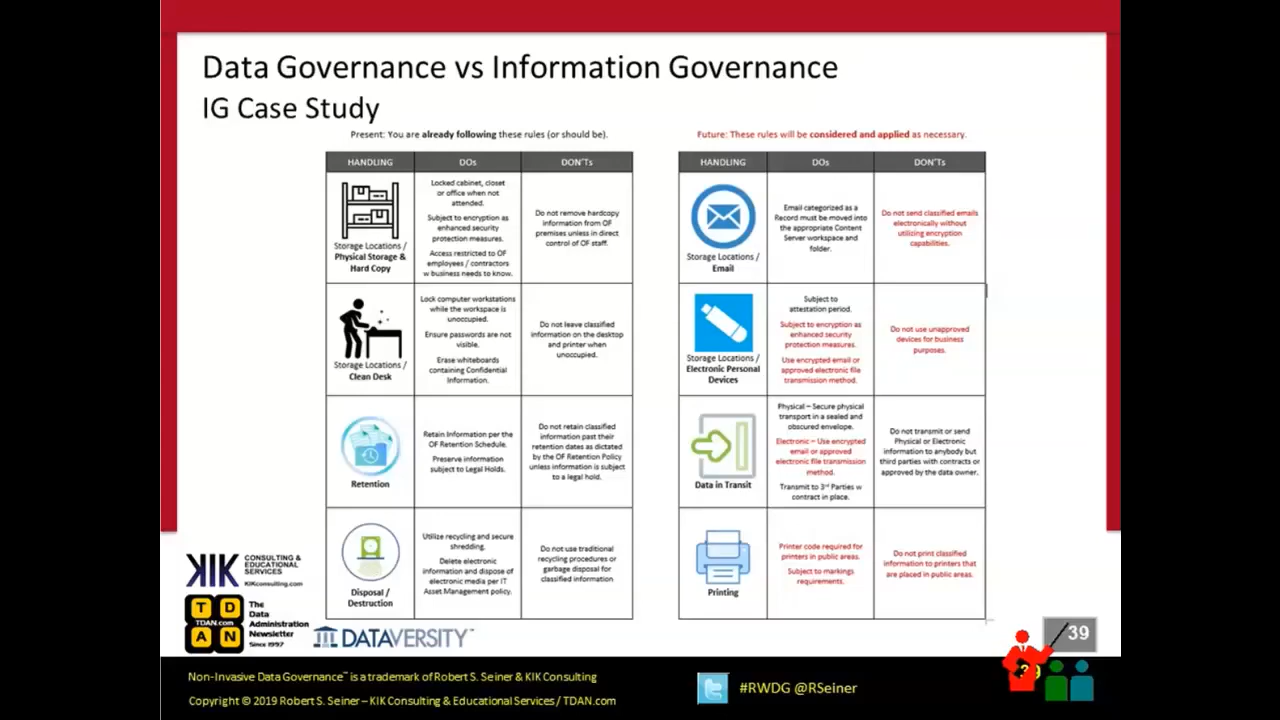 Data Governance vs Information Governance
IG Case Study
Present: You are already following these rules (or should be).
HANDLING DOs DON'Ts
Storage Locations /
Physical Storage &
Hard Copy
Locked cabinet, closet
or office when not
attended.
Subject to encryption as
enhanced security
protection measures.
Access restricted to OF
employees / contractors
w business needs to know.
Do not remove hardcopy
information from OF
premises unless in direct
control of OF staff.
Storage Locations /
Clean Desk
Lock computer workstations
while the workspace is
unoccupied.
Ensure passwords are not
visible.
Erase whiteboards
containing Confidential
Information.
Do not leave classified
information on the desktop
and printer when
unoccupied.
Retention
Retain Information per the
OF Retention Schedule.
Preserve information
subject to Legal Holds.
Do not retain classified
information past their
retention dates as dictated
by the OF Retention Policy
unless information is subject
to a legal hold.
Disposal /
Destruction
Utilize recycling and secure
shredding.
Delete electronic
information and dispose of
electronic media per IT
Asset Management policy.
Do not use traditional
recycling procedures or
garbage disposal for
classified information
Future: These rules will be considered and applied as necessary.
HANDLING DOs DON'Ts
Storage Locations /
Email
Email categorized as a
Record must be moved into
the appropriate Content
Server workspace and
folder.
Do not send classified emails
electronically without
utilizing encryption
capabilities.
Storage Locations /
Electronic Personal
Devices
Subject to
attestation period.
Subject to encryption as
enhanced security
protection measures.
Use encrypted email or
approved electronic file
transmission method.
Do not use unapproved
devices for business
purposes.
Data in Transit
Physical – Secure physical
transport in a sealed and
obscured envelope.
Electronic – Use encrypted
email or approved
electronic file transmission
method.
Transmit to 3rd Parties w
contract in place.
Do not transmit or send
Physical or Electronic
information to anybody but
third parties with contracts or
approved by the data owner.
Printing
Printer code required for
printers in public areas.
Subject to markings
requirements.
Do not print classified
information to printers that
are placed in public areas.
KIK CONSULTING &
EDUCATIONAL
SERVICES
KIKconsulting.com
T D
TDAN.com
A N
The
Data
Administration
Newsletter
Since 1997
DATAVERSITY™
39
Non-Invasive Data Governance™ is a trademark of Robert S. Seiner & KIK Consulting
Copyright © 2019 Robert S. Seiner – KIK Consulting & Educational Services / TDAN.com
#RWDG @RSeiner